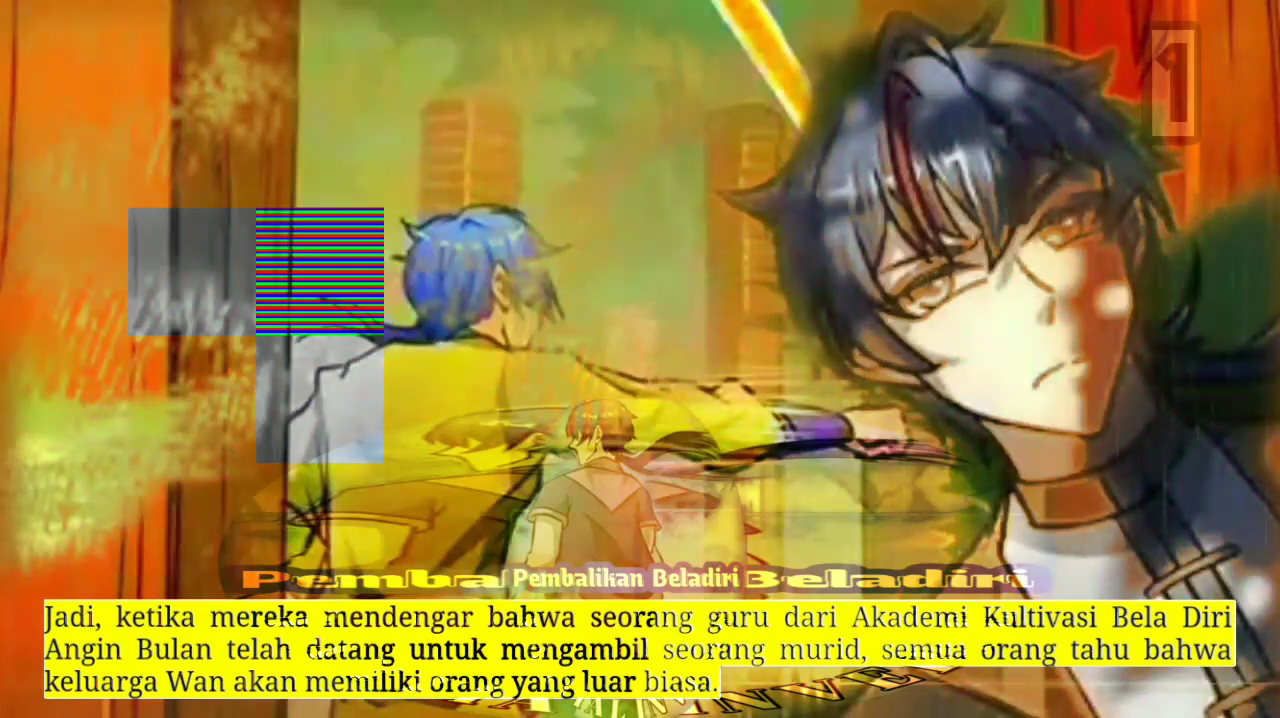 1
Pembalikan Beladiri
Jadi, ketika mereka mendengar bahwa seorang guru dari Akademi Kultivasi Bela Diri
Angin Bulan telah datang untuk mengambil seorang murid, semua orang tahu bahwa
keluarga Wan akan memiliki orang yang luar biasa.